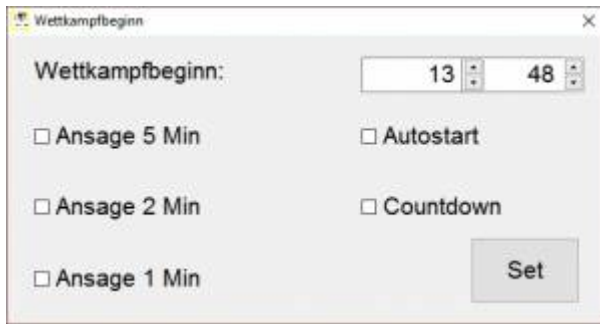 Wettkampfbeginn
Wettkampfbeginn: 13 48
Ansage 5 Min Autostart
Ansage 2 Min Countdown
Ansage 1 Min Set